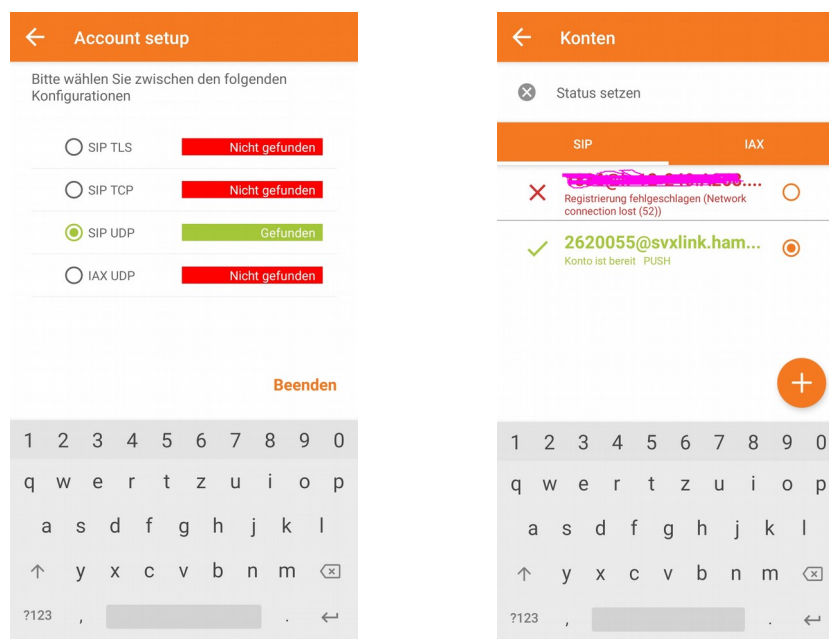 Account setup
Bitte wählen Sie zwischen den folgenden
Konfigurationen
SIP TLS
Nicht gefunden
SIP TCP
Nicht gefunden
SIP UDP
Gefunden
IAX UDP
Nicht gefunden
Beenden
1 2 3 4 5 6 7 8 9 0
q w e r t z u i o p
a s d f g h j k l
y x c v b n m
?123 , .
Konten
Status setzen
SIP IAX
Registrierung fehlgeschlagen (Network
connection lost (52))
2620055@svxlink.ham...
Konto ist bereit PUSH
1 2 3 4 5 6 7 8 9 0
q w e r t z u i o p
a s d f g h j k l
y x c v b n m
?123 , .